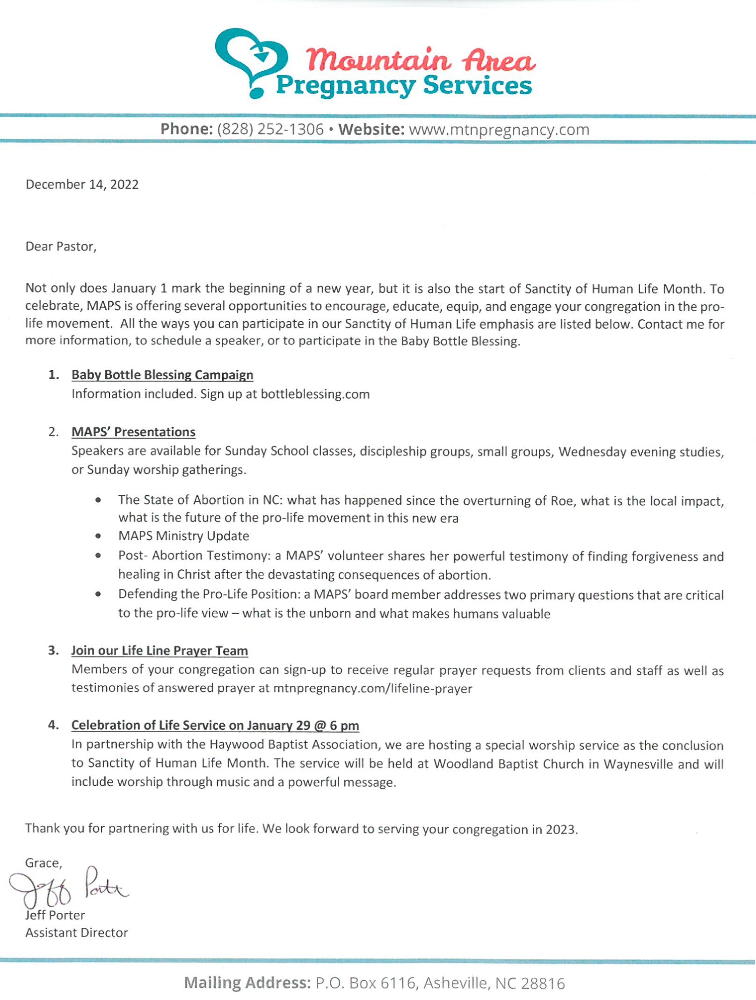 Mountain Area
Pregnancy Services
Phone: (828) 252-1306 • Website: www.mtnpregnancy.com
December 14, 2022
Dear Pastor,
Not only does January 1 mark the beginning of a new year, but it is also the start of Sanctity of Human Life Month. To
celebrate, MAPS is offering several opportunities to encourage, educate, equip, and engage your congregation in the pro-
life movement.  All the ways you can participate in our Sanctity of Human Life emphasis are listed below. Contact me for
more information, to schedule a speaker, or to participate in the Baby Bottle Blessing.
1. Baby Bottle Blessing Campaign
Information included. Sign up at bottleblessing.com
2. MAPS’ Presentations
Speakers are available for Sunday School classes, discipleship groups, small groups, Wednesday evening studies,
or Sunday worship gatherings.
• The State of Abortion in NC: what has happened since the overturning of Roe, what is the local impact,
what is the future of the pro-life movement in this new era
• MAPS Ministry Update
• Post- Abortion Testimony: a MAPS’ volunteer shares her powerful testimony of finding forgiveness and
healing in Christ after the devastating consequences of abortion.
• Defending the Pro-Life Position: a MAPS’ board member addresses two primary questions that are critical
to the pro-life view – what is the unborn and what makes humans valuable
3. Join our Life Line Prayer Team
Members of your congregation can sign-up to receive regular prayer requests from clients and staff as well as
testimonies of answered prayer at mtnpregnancy.com/lifeline-prayer
4. Celebration of Life Service on January 29 @ 6 pm
In partnership with the Haywood Baptist Association, we are hosting a special worship service as the conclusion
to Sanctity of Human Life Month. The service will be held at Woodland Baptist Church in Waynesville and will
include worship through music and a powerful message.
Thank you for partnering with us for life. We look forward to serving your congregation in 2023.
Grace,
Jeff Porter
Jeff Porter
Assistant Director
Mailing Address: P.O. Box 6116, Asheville, NC 28816